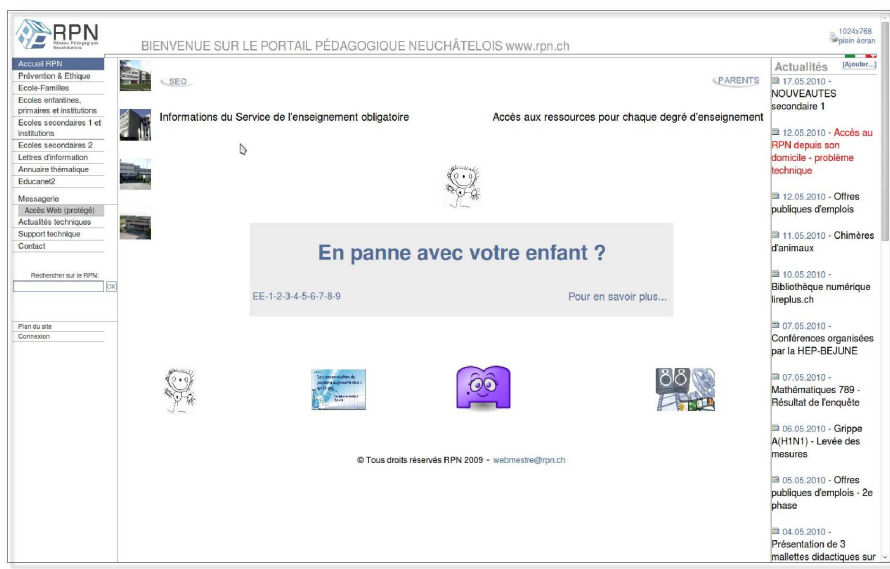 RPN
Réseau Pédagogique
Neuchâtelois
BIENVENUE SUR LE PORTAIL PÉDAGOGIQUE NEUCHÂTELOIS www.rpn.ch
1024x768
plein écran
Accueil RPN
Prévention & Ethique
Ecole-Familles
Ecoles enfantines,
primaires et institutions
Ecoles secondaires 1 et
institutions
Ecoles secondaires 2
Lettres d'information
Annuaire thématique
Educanet2
Messagerie
Accès Web (protégé)
Actualités techniques
Support technique
Contact
Rechercher sur le RPN:
OK
Plan du site
Connexion
SEO
PARENTS
Informations du Service de l'enseignement obligatoire
Accès aux ressources pour chaque degré d'enseignement
En panne avec votre enfant ?
EE-1-2-3-4-5-6-7-8-9
Pour en savoir plus...
© Tous droits réservés RPN 2009 - webmestre@rpn.ch
Actualités [Ajouter...]
17.05.2010 -
NOUVEAUTES
secondaire 1
12.05.2010 - Accès au
RPN depuis son
domicile - problème
technique
12.05.2010 - Offres
publiques d'emplois
11.05.2010 - Chimères
d'animaux
10.05.2010 -
Bibliothèque numérique
lireplus.ch
07.05.2010 -
Conférences organisées
par la HEP-BEJUNE
07.05.2010 -
Mathématiques 789 -
Résultat de l'enquête
06.05.2010 - Grippe
A(H1N1) - Levée des
mesures
05.05.2010 - Offres
publiques d'emplois - 2e
phase
04.05.2010 -
Présentation de 3
mallettes didactiques sur